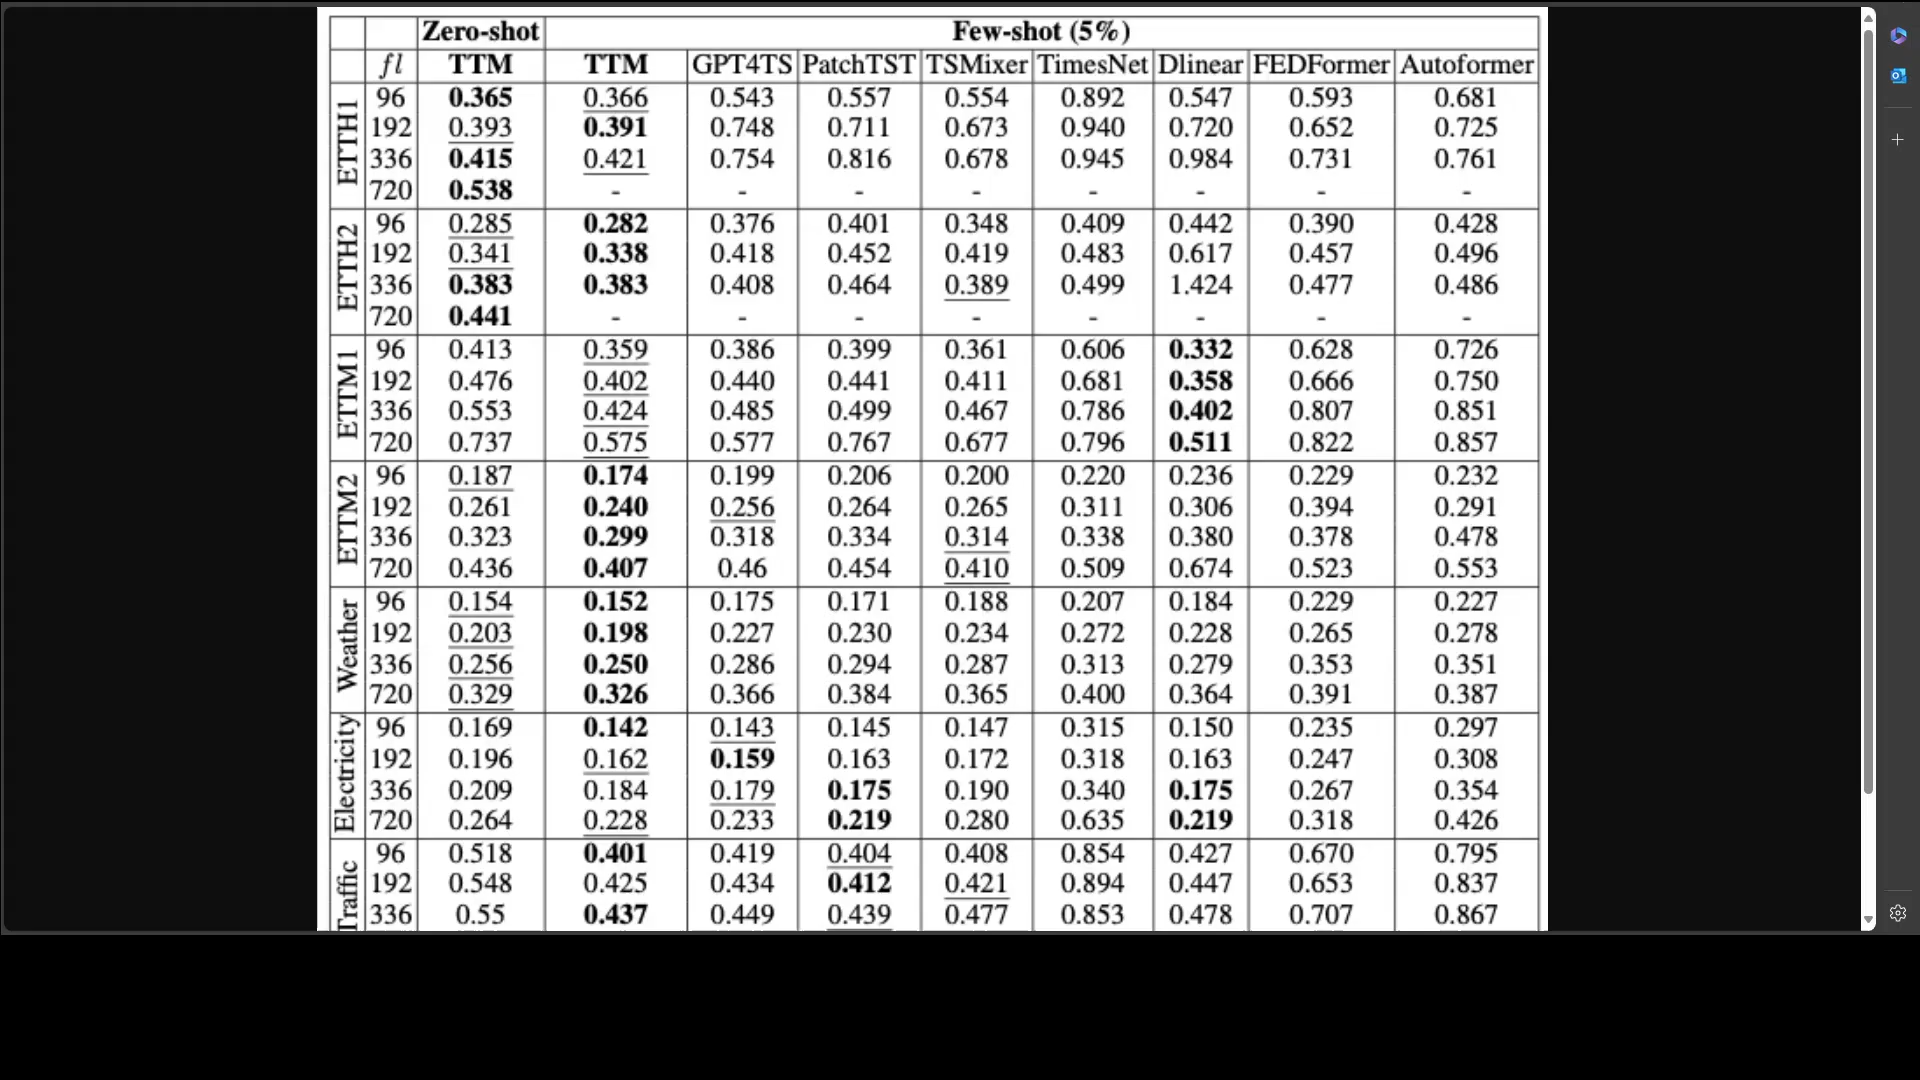 Zero-shot Few-shot (5%)
fl TTM TTM GPT4TS PatchTST TSMixer TimesNet Dlinear FEDFormer Autoformer
ETTH1 96 0.365 0.366 0.543 0.557 0.554 0.892 0.547 0.593 0.681
192 0.393 0.391 0.748 0.711 0.673 0.940 0.720 0.652 0.725
336 0.415 0.421 0.754 0.816 0.678 0.945 0.984 0.731 0.761
720 0.538 - - - - - - - -
ETTH2 96 0.285 0.282 0.376 0.401 0.348 0.409 0.442 0.390 0.428
192 0.341 0.338 0.418 0.452 0.419 0.483 0.617 0.457 0.496
336 0.383 0.383 0.408 0.464 0.389 0.499 1.424 0.477 0.486
720 0.441 - - - - - - - -
ETTM1 96 0.413 0.359 0.386 0.399 0.361 0.606 0.332 0.628 0.726
192 0.476 0.402 0.440 0.441 0.411 0.681 0.358 0.666 0.750
336 0.553 0.424 0.485 0.499 0.467 0.786 0.402 0.807 0.851
720 0.737 0.575 0.577 0.767 0.677 0.796 0.511 0.822 0.857
ETTM2 96 0.187 0.174 0.199 0.206 0.200 0.220 0.236 0.229 0.232
192 0.261 0.240 0.256 0.264 0.265 0.311 0.306 0.394 0.291
336 0.323 0.299 0.318 0.334 0.314 0.338 0.380 0.378 0.478
720 0.436 0.407 0.46 0.454 0.410 0.509 0.674 0.523 0.553
Weather 96 0.154 0.152 0.175 0.171 0.188 0.207 0.184 0.229 0.227
192 0.203 0.198 0.227 0.230 0.234 0.272 0.228 0.265 0.278
336 0.256 0.250 0.286 0.294 0.287 0.313 0.279 0.353 0.351
720 0.329 0.326 0.366 0.384 0.365 0.400 0.364 0.391 0.387
Electricity 96 0.169 0.142 0.143 0.145 0.147 0.315 0.150 0.235 0.297
192 0.196 0.162 0.159 0.163 0.172 0.318 0.163 0.247 0.308
336 0.209 0.184 0.179 0.175 0.190 0.340 0.175 0.267 0.354
720 0.264 0.228 0.233 0.219 0.280 0.635 0.219 0.318 0.426
Traffic 96 0.518 0.401 0.419 0.404 0.408 0.854 0.427 0.670 0.795
192 0.548 0.425 0.434 0.412 0.421 0.894 0.447 0.653 0.837
336 0.55 0.437 0.449 0.439 0.477 0.853 0.478 0.707 0.867